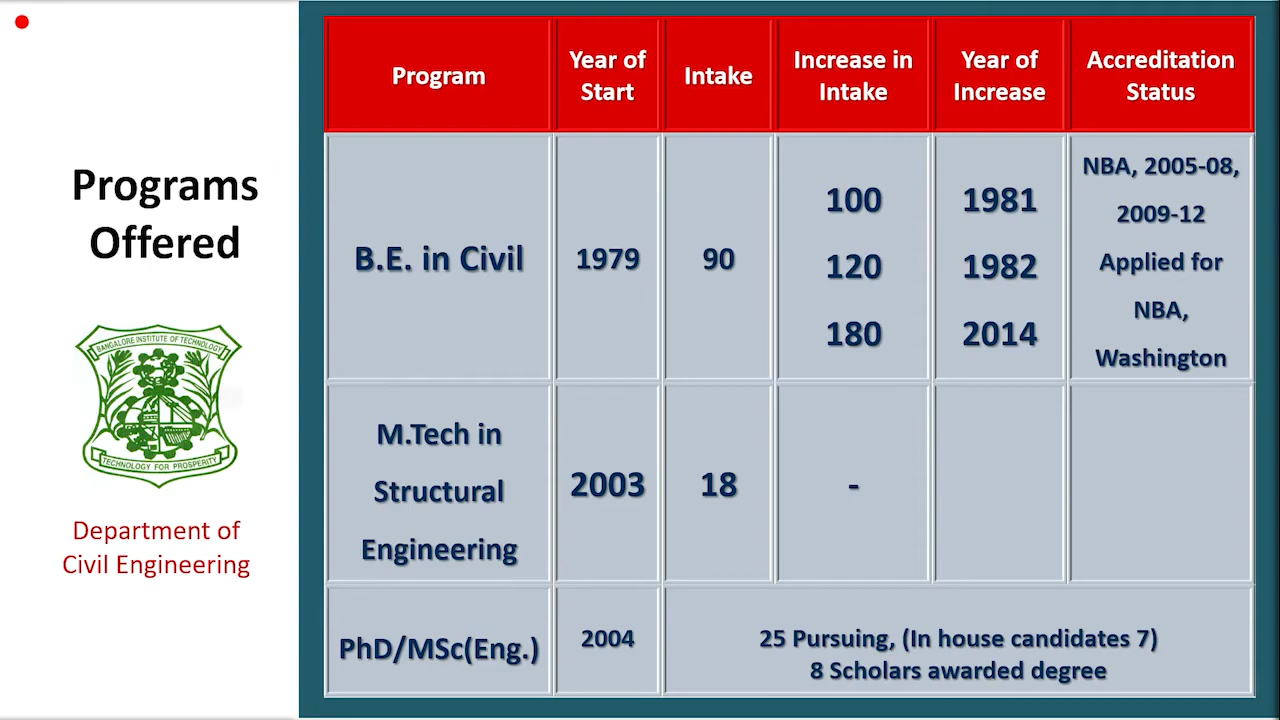 Programs
Offered
BANGALORE INSTITUTE OF TECHNOLOGY
TECHNOLOGY FOR PROSPERITY
Department of
Civil Engineering
Program
Year of
Start
Intake
Increase in
Intake
Year of
Increase
Accreditation
Status
B.E. in Civil
1979
90
100
120
180
1981
1982
2014
NBA, 2005-08,
2009-12
Applied for
NBA,
Washington
M.Tech in
Structural
Engineering
2003
18
-
PhD/MSc(Eng.)
2004
25 Pursuing, (In house candidates 7)
8 Scholars awarded degree